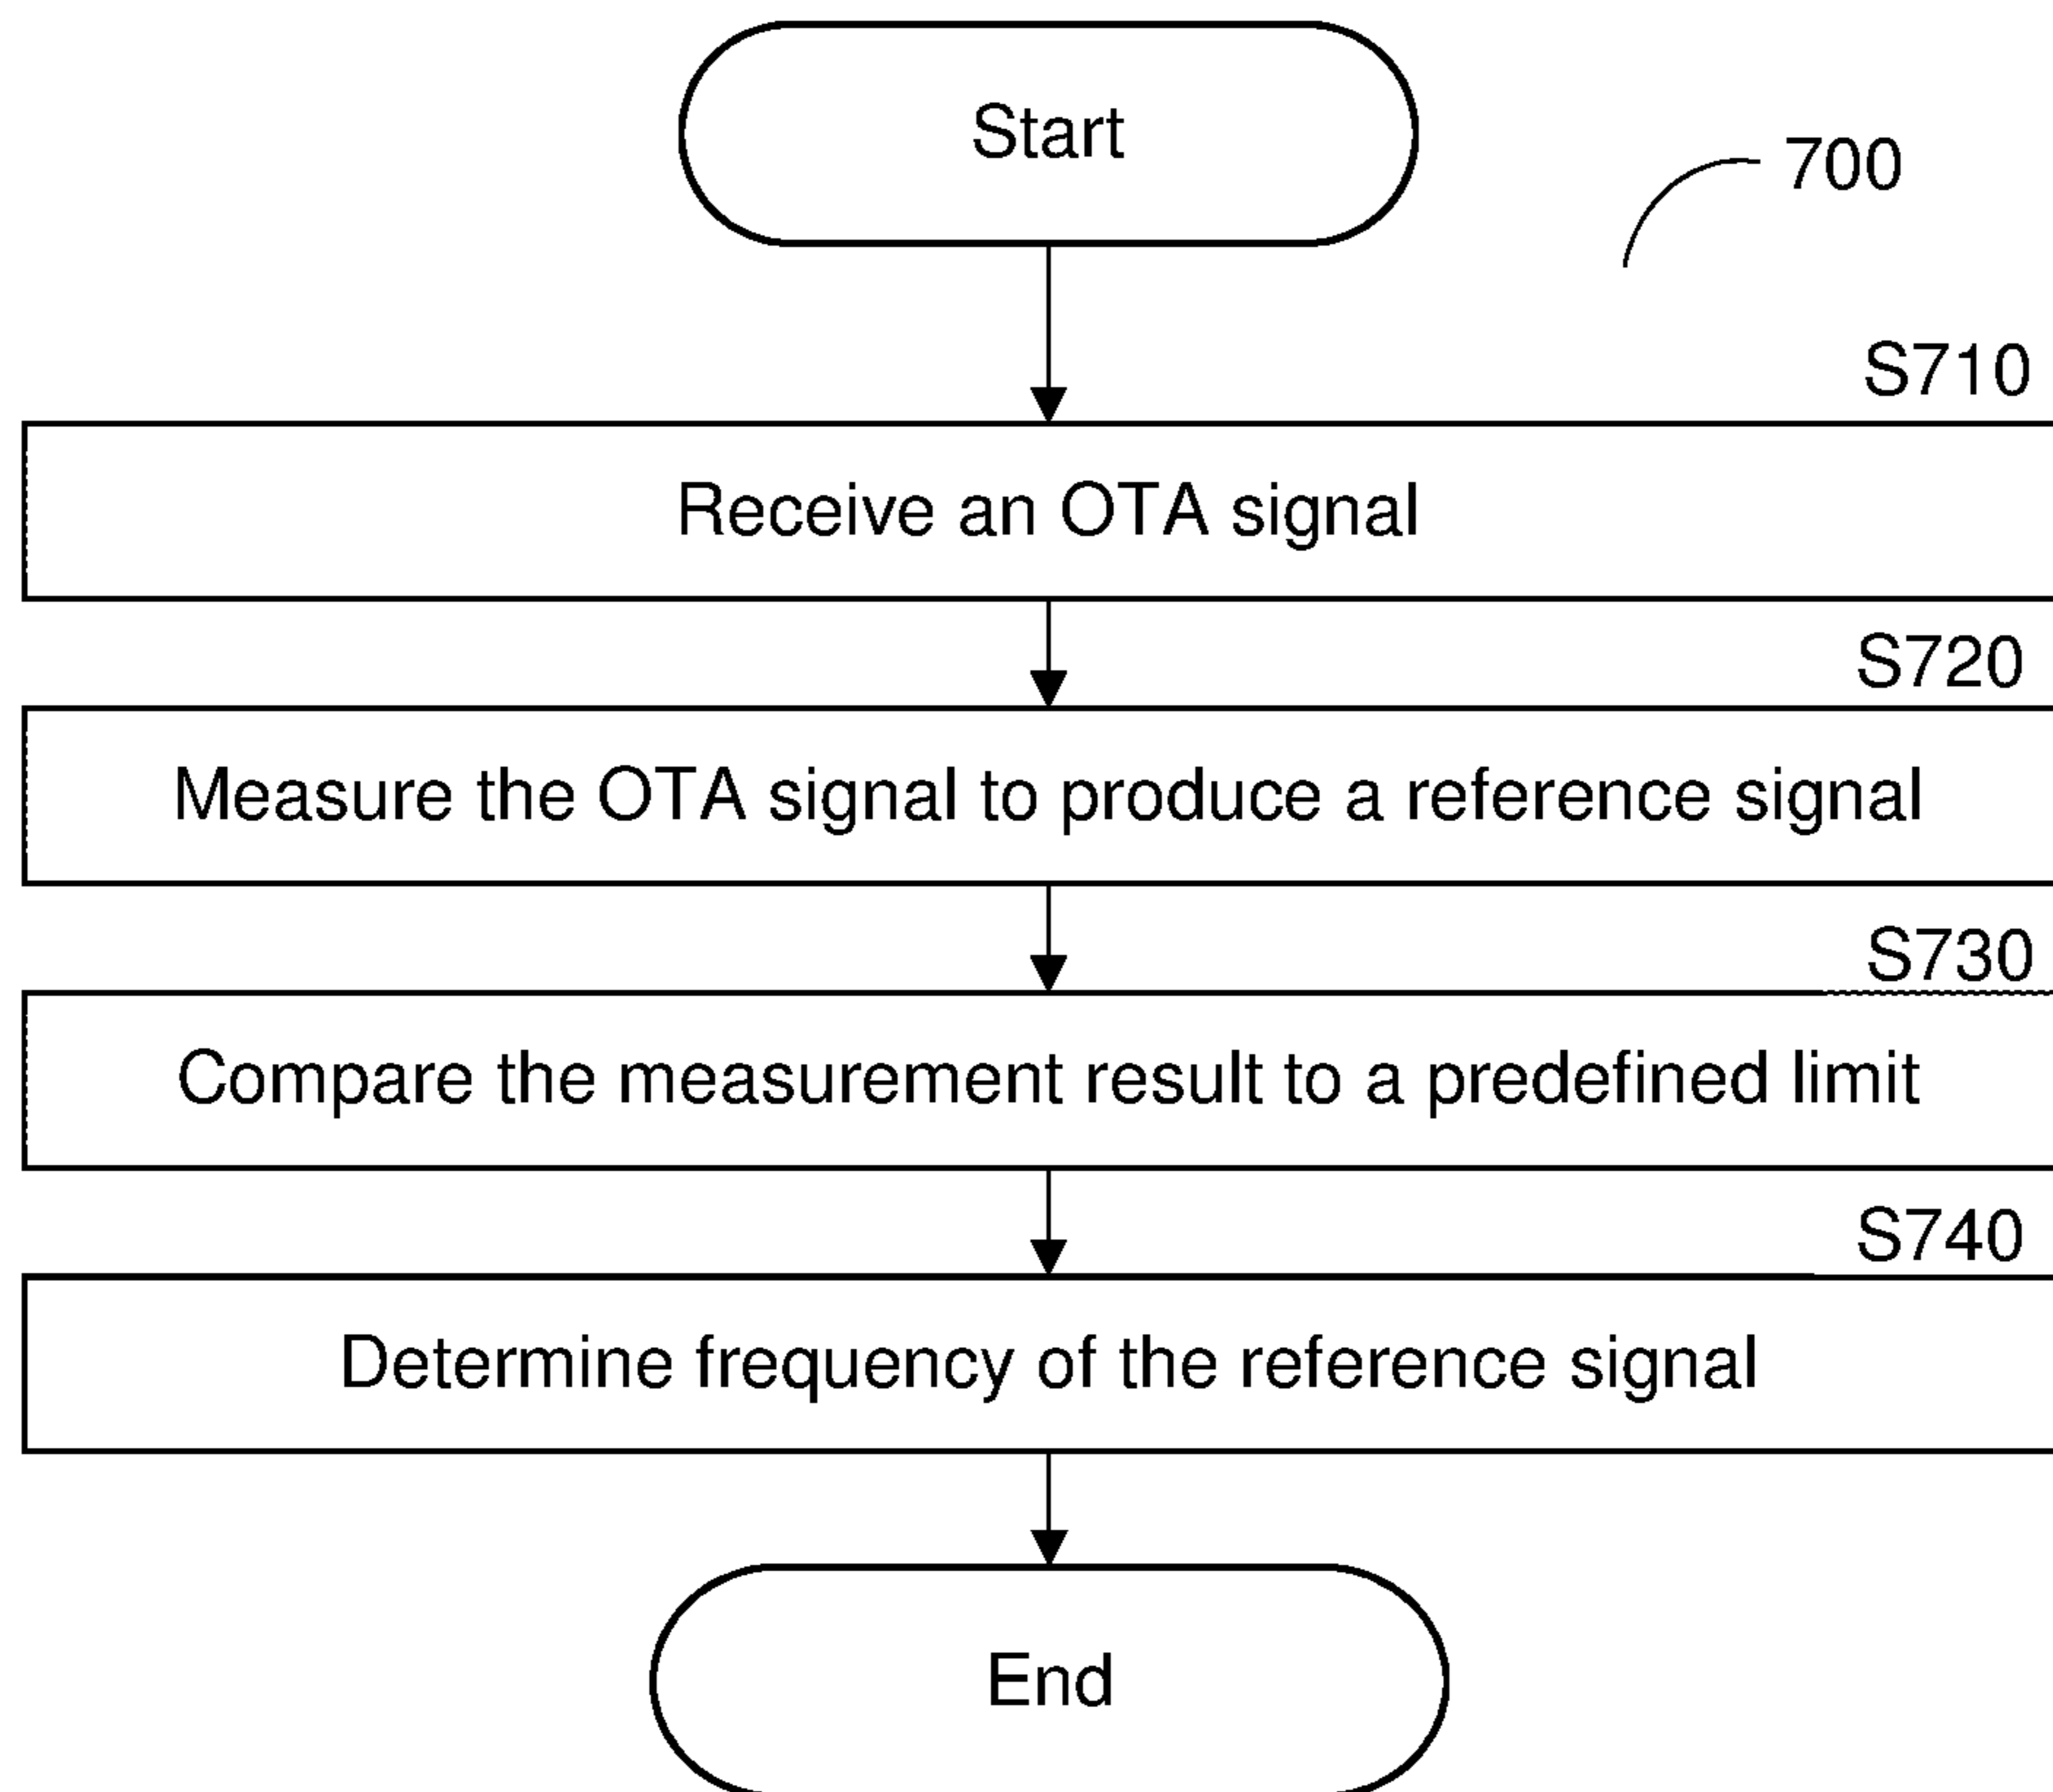 Start
700
S710
Receive an OTA signal
S720
Measure the OTA signal to produce a reference signal
S730
Compare the measurement result to a predefined limit
S740
Determine frequency of the reference signal
End